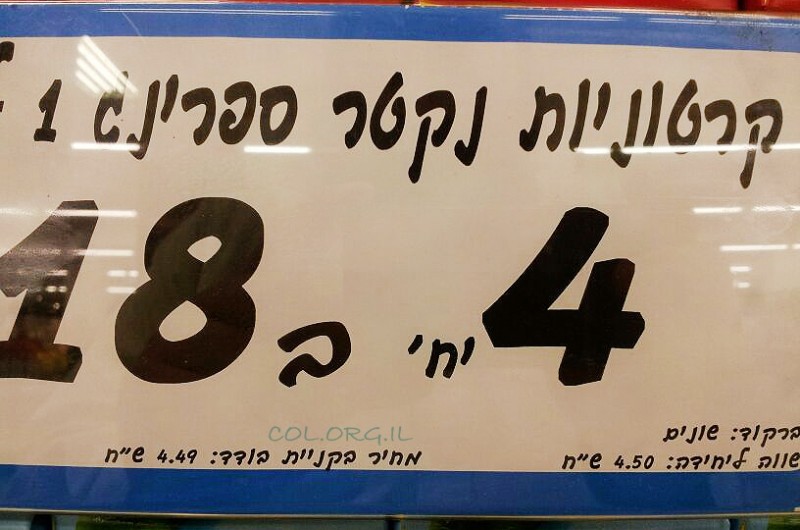 קרטוניות נקטר ספרינג 1
4 יח' ב 18
ברקוד: שונים
שווה ליחידה: 4.50 ש"ח
מחיר בקניית בודד: 4.49 ש"ח
COL.ORG.IL